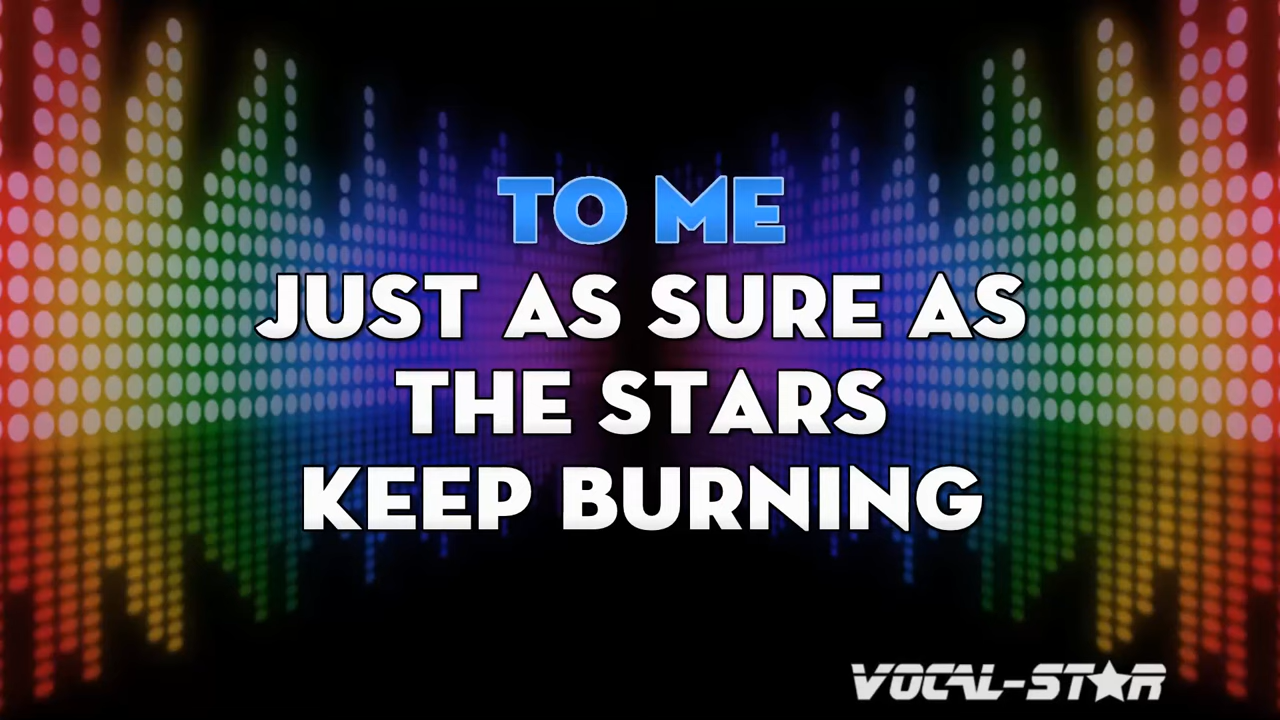 TO ME
JUST AS SURE AS
THE STARS
KEEP BURNING
VOCAL-STAR